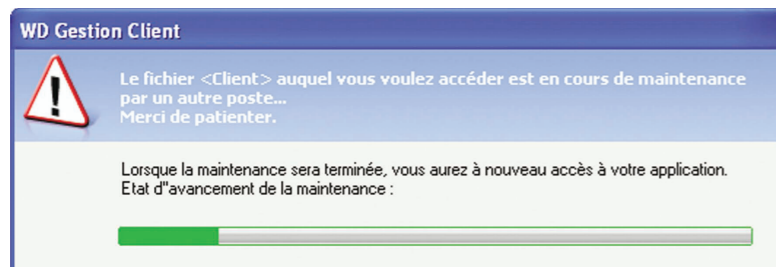 WD Gestion Client
Le fichier <Client> auquel vous voulez accéder est en cours de maintenance
par un autre poste...
Merci de patienter.
Lorsque la maintenance sera terminée, vous aurez à nouveau accès à votre application.
Etat d"avancement de la maintenance :